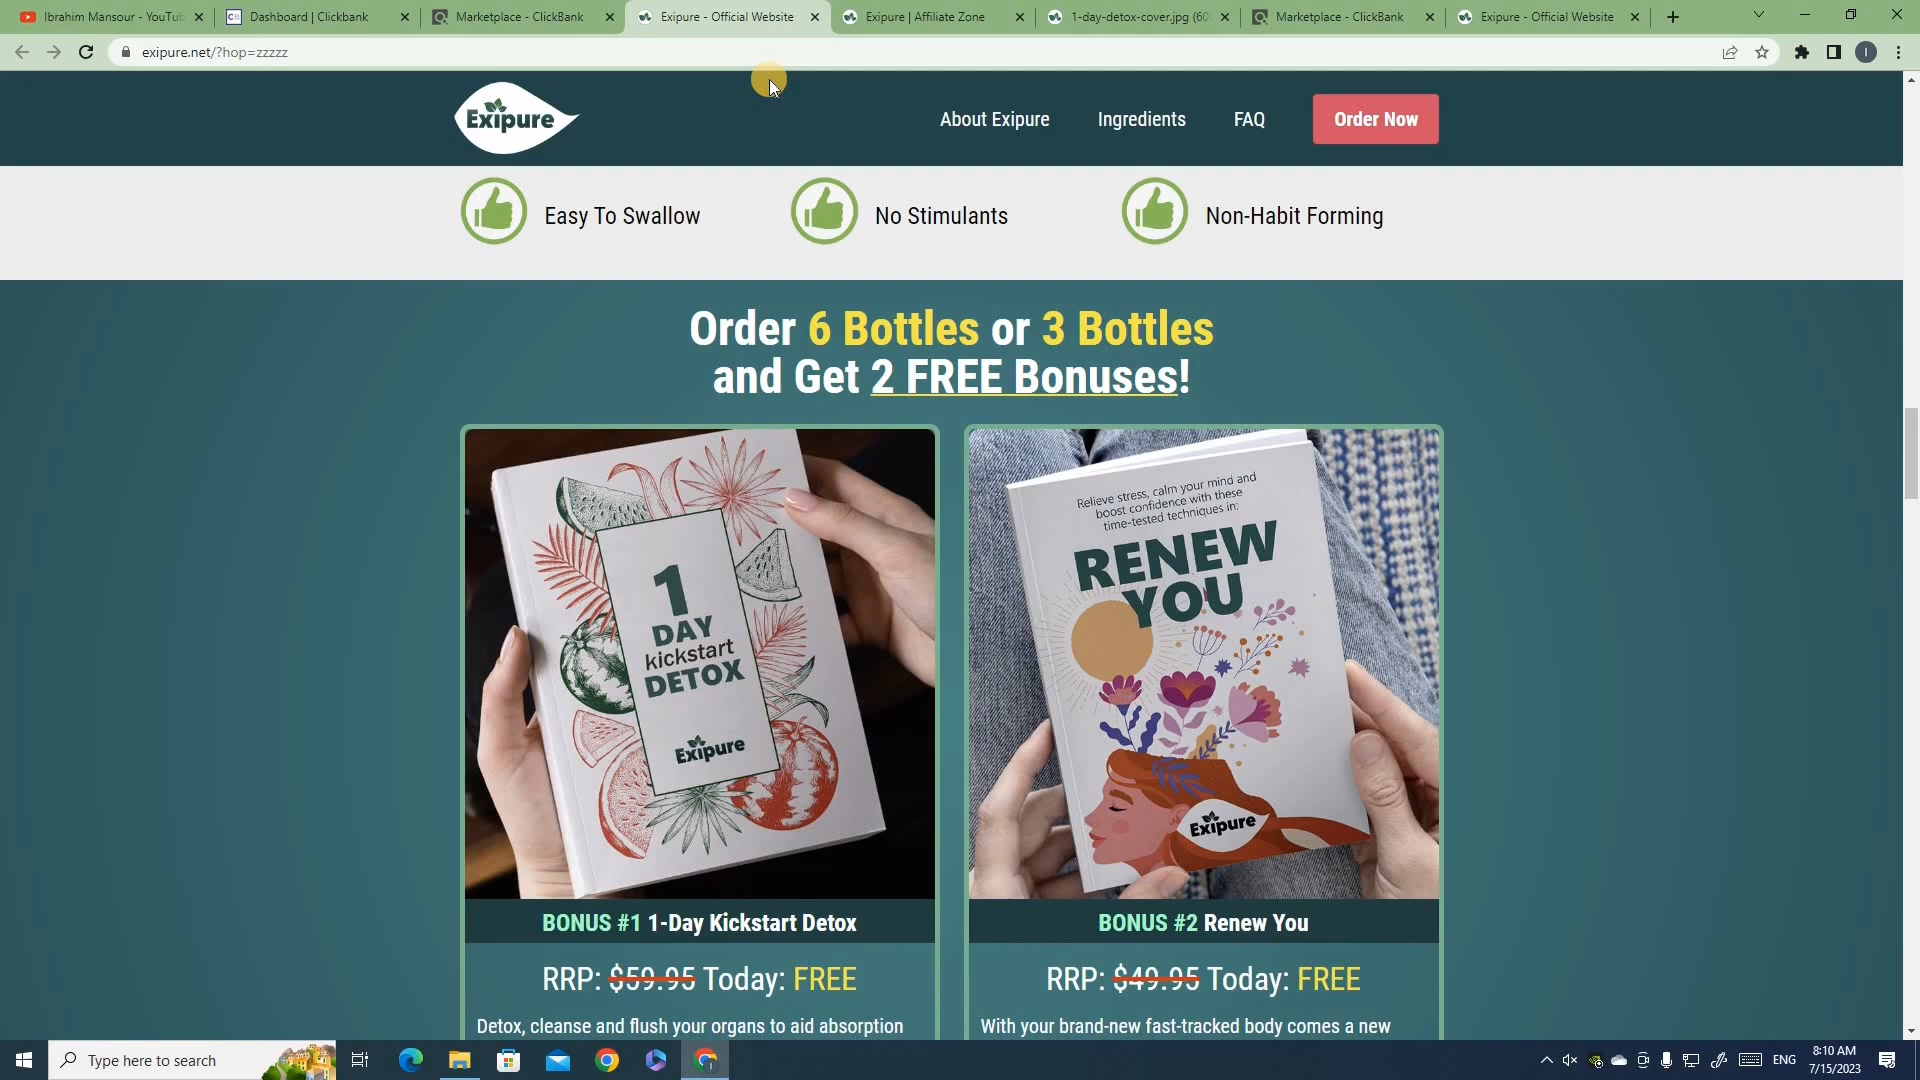 Ibrahim Mansour - YouTub
Dashboard | Clickbank
Marketplace - ClickBank
Exipure - Official Website
Exipure | Affiliate Zone
1-day-detox-cover.jpg (60
Marketplace - ClickBank
Exipure - Official Website
exipure.net/?hop=zzzzz
I
Exipure
About Exipure
Ingredients
FAQ
Order Now
Easy To Swallow
No Stimulants
Non-Habit Forming
Order 6 Bottles or 3 Bottles
and Get 2 FREE Bonuses!
1
DAY
kickstart
DETOX
Exipure
Relieve stress, calm your mind and
boost confidence with these
time-tested techniques in:
RENEW
YOU
Exipure
BONUS #1 1-Day Kickstart Detox
RRP: $59.95 Today: FREE
Detox, cleanse and flush your organs to aid absorption
BONUS #2 Renew You
RRP: $49.95 Today: FREE
With your brand-new fast-tracked body comes a new
Type here to search
ENG
8:10 AM
7/15/2023